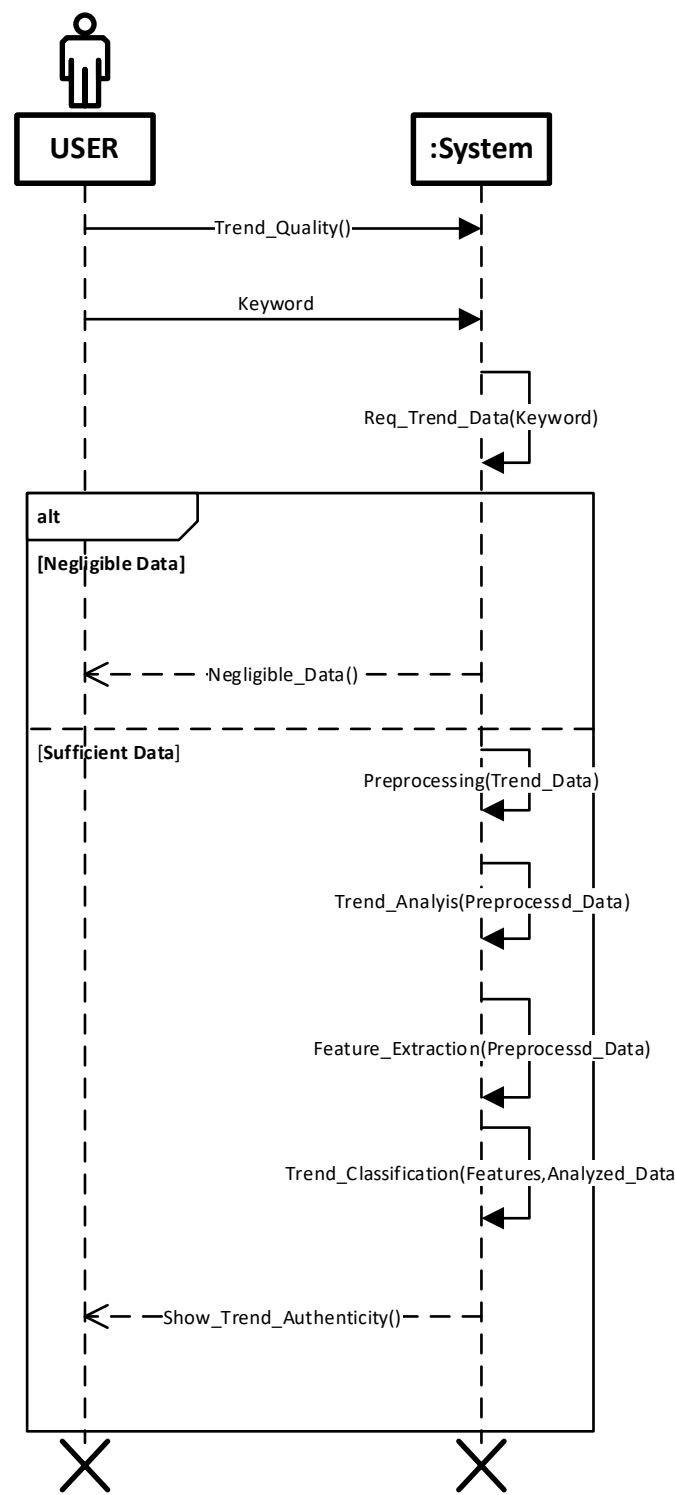 USER
:System
Trend_Quality()
Keyword
Req_Trend_Data(Keyword)
alt
[Negligible Data]
Negligible_Data()
[Sufficient Data]
Preprocessing(Trend_Data)
Trend_Analyis(Preprocessd_Data)
Feature_Extraction(Preprocessd_Data)
Trend_Classification(Features,Analyzed_Data
Show_Trend_Authenticity()